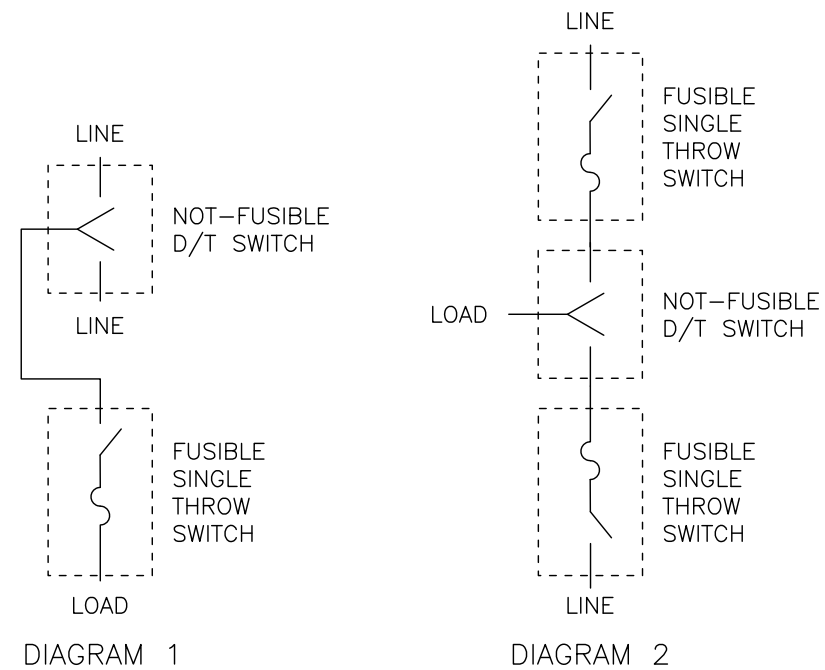 LINE
NOT-FUSIBLE
D/T SWITCH
LINE
FUSIBLE
SINGLE
THROW
SWITCH
LOAD
DIAGRAM 1
LINE
FUSIBLE
SINGLE
THROW
SWITCH
LOAD
NOT-FUSIBLE
D/T SWITCH
FUSIBLE
SINGLE
THROW
SWITCH
LINE
DIAGRAM 2